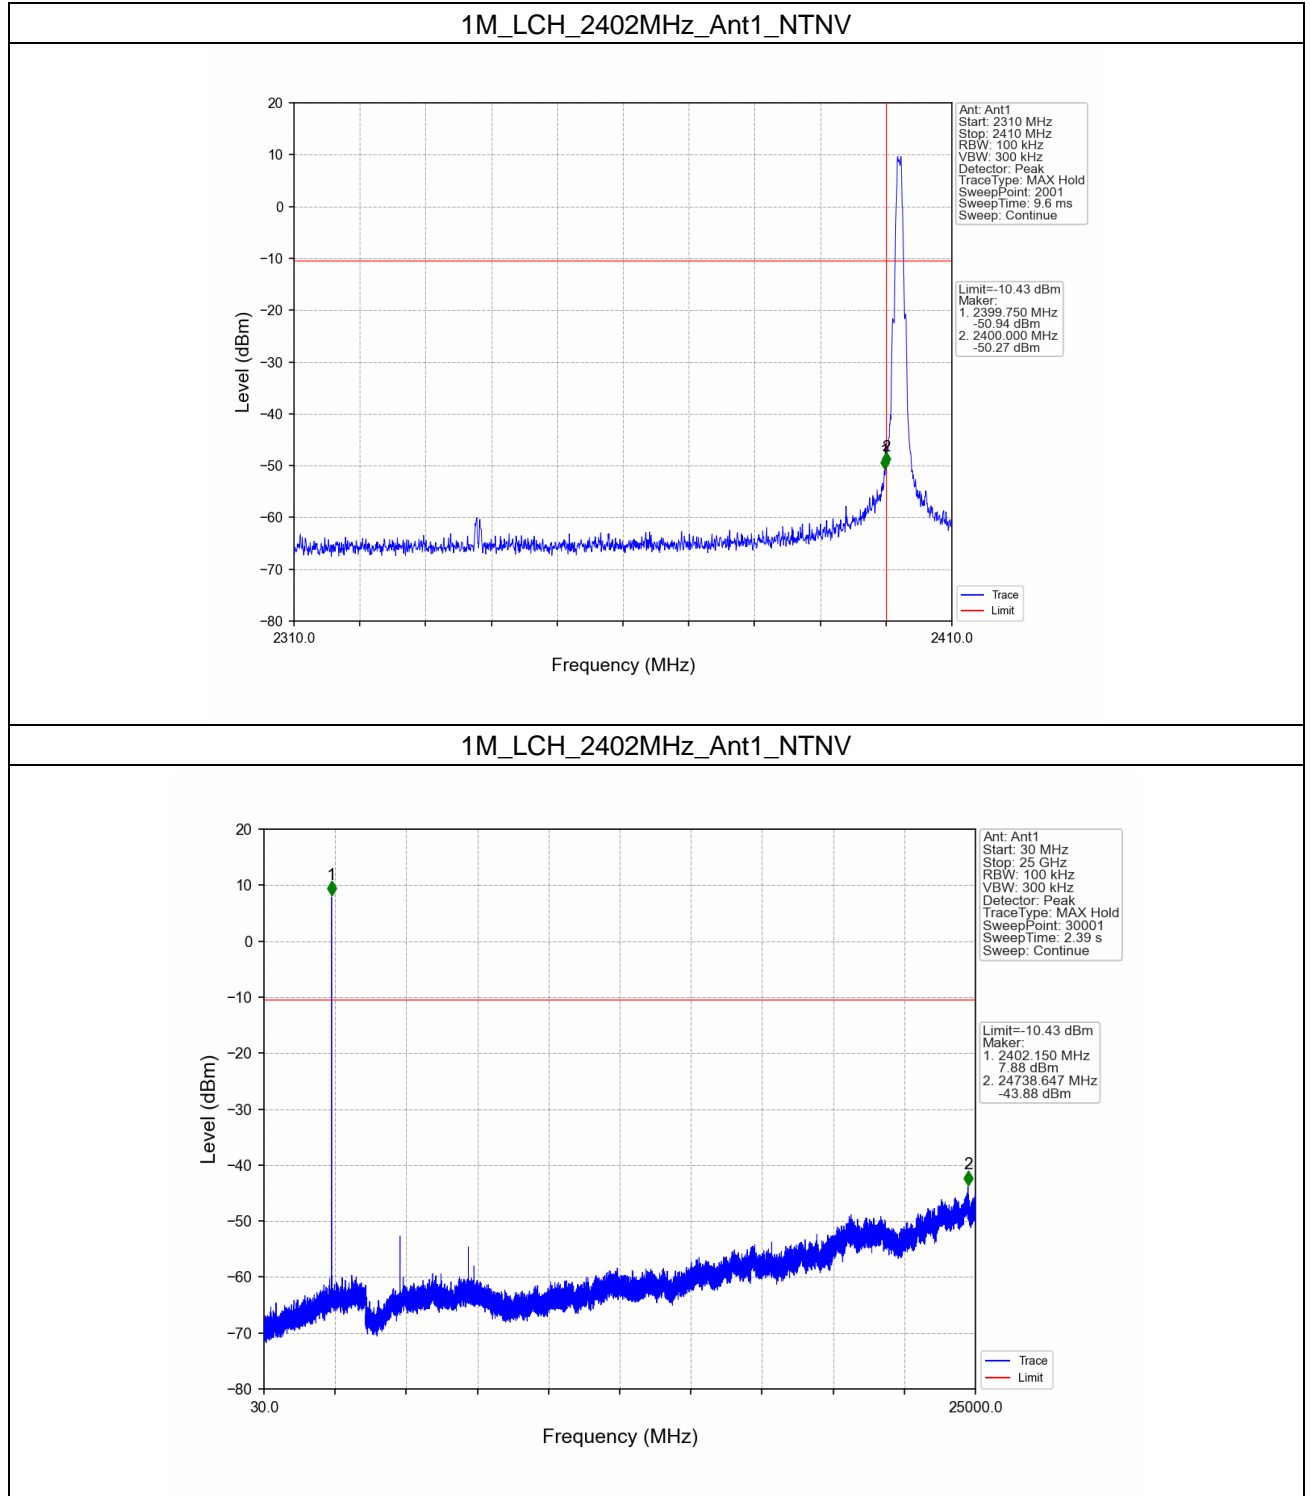 1M_LCH_2402MHz_Ant1_NTNV
20
10
0
−10
−20
−30
−40
−50
−60
−70
−80
Level (dBm)
2310.0
2410.0
Frequency (MHz)
2
Ant: Ant1
Start: 2310 MHz
Stop: 2410 MHz
RBW: 100 kHz
VBW: 300 kHz
Detector: Peak
TraceType: MAX Hold
SweepPoint: 2001
SweepTime: 9.6 ms
Sweep: Continue
Limit=-10.43 dBm
Maker:
1. 2399.750 MHz
-50.94 dBm
2. 2400.000 MHz
-50.27 dBm
Trace
Limit
1M_LCH_2402MHz_Ant1_NTNV
20
10
0
−10
−20
−30
−40
−50
−60
−70
−80
Level (dBm)
30.0
25000.0
Frequency (MHz)
1
2
Ant: Ant1
Start: 30 MHz
Stop: 25 GHz
RBW: 100 kHz
VBW: 300 kHz
Detector: Peak
TraceType: MAX Hold
SweepPoint: 30001
SweepTime: 2.39 s
Sweep: Continue
Limit=-10.43 dBm
Maker:
1. 2402.150 MHz
7.88 dBm
2. 24738.647 MHz
-43.88 dBm
Trace
Limit